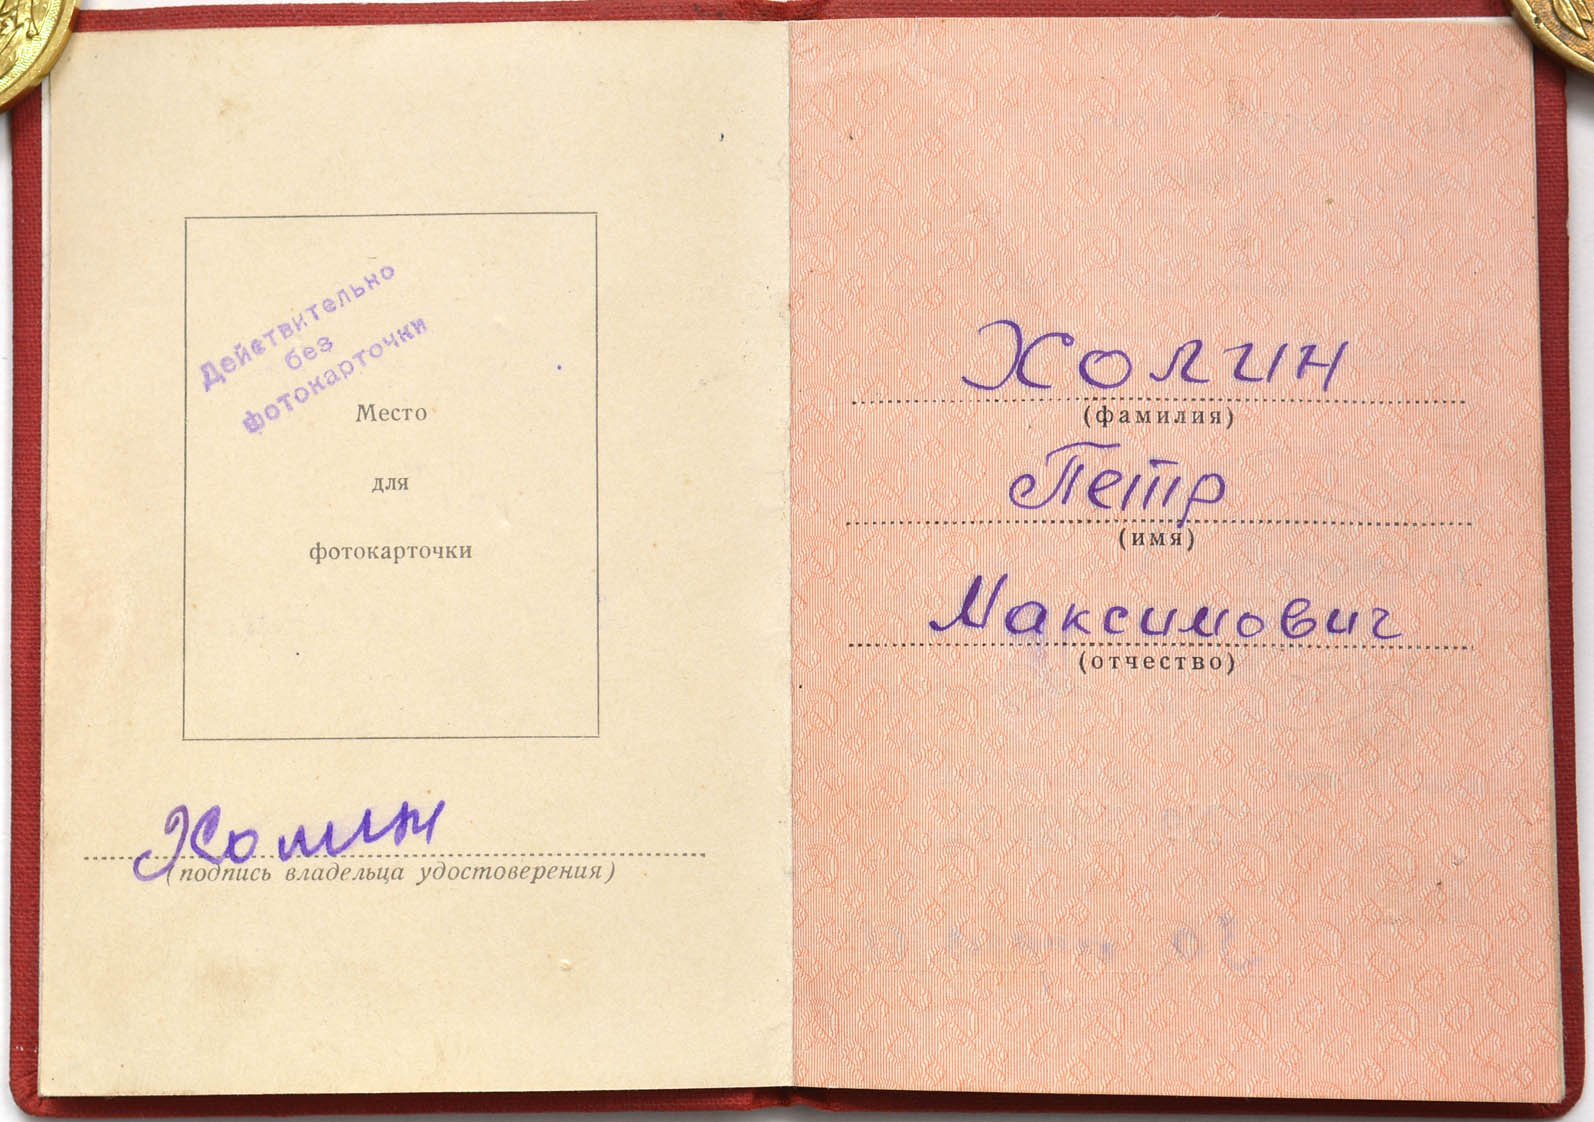 Действительно
без
фотокарточки
Место
для
фотокарточки
Холин
(подпись владельца удостоверения)
Холин
(фамилия)
Петр
(имя)
Максимович
(отчество)